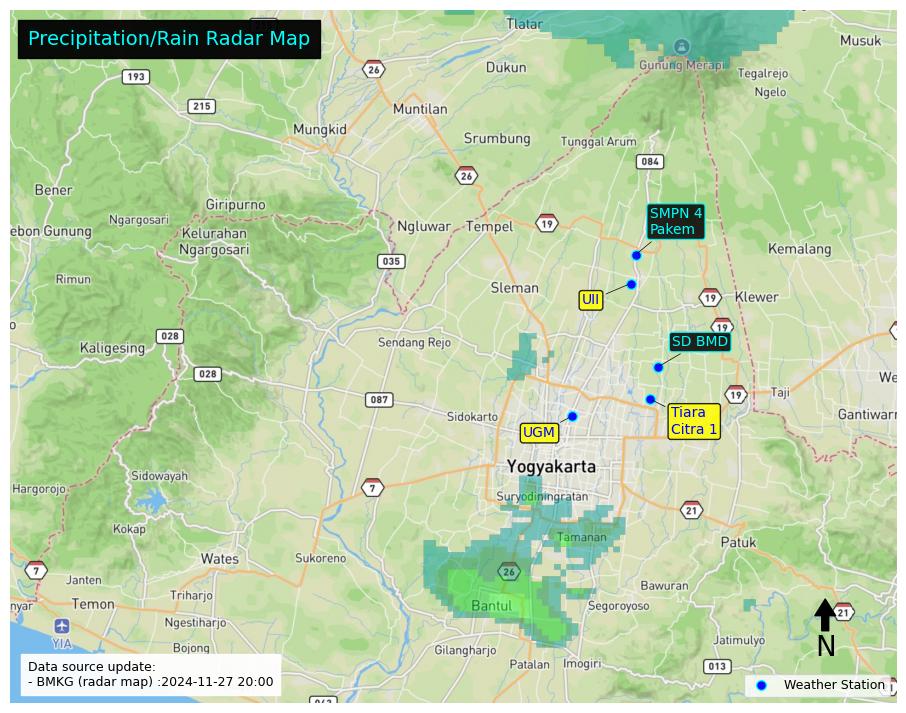 Precipitation/Rain Radar Map
Tlatar
Musuk
Gunung Merapi
Dukun
26
Tegalrejo
193
Ngelo
215
Muntilan
Mungkid
Srumbung
Tunggal Arum
084
26
Bener
Giripurno
SMPN 4
Pakem
Ngargosari
Ngluwar
Tempel
19
ebon Gunung
Kelurahan
Ngargosari
Kemalang
035
Rimun
Sleman
UII
19
Klewer
19
028
Sendang Rejo
SD BMD
Kaligesing
028
We
087
19
Taji
Sidokarto
Tiara
Citra 1
Gantiwarn
UGM
Yogyakarta
Sidowayah
Hargorojo
7
Suryodiningratan
21
Kokap
Tamanan
Patuk
Wates
Sukoreno
7
26
Janten
Bawuran
Triharjo
nyar
Temon
Bantul
Segoroyoso
21
Ngestiharjo
YIA
Jatimulyo
N
Bojong
Gilangharjo
Patalan
Imogiri
013
Data source update:
- BMKG (radar map) :2024-11-27 20:00
Weather Station